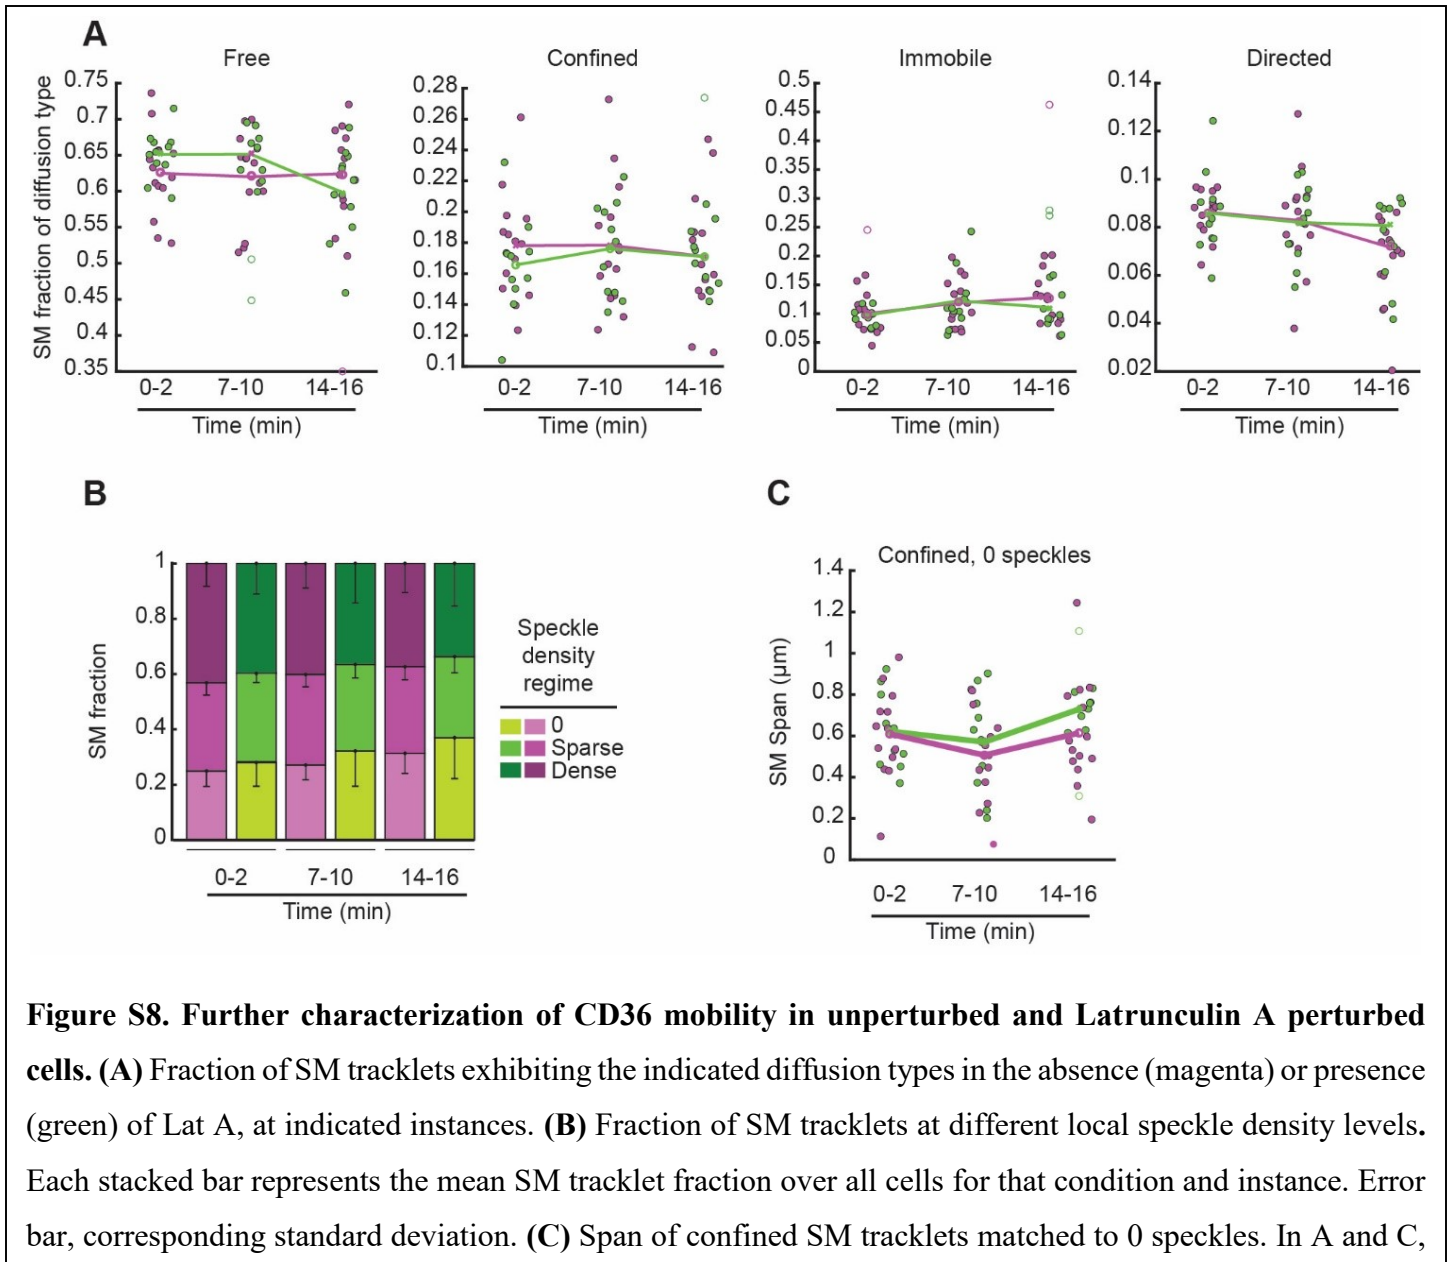 A
Free
Confined
Immobile
Directed
SM fraction of diffusion type
0.75
0.7
0.65
0.6
0.55
0.5
0.45
0.4
0.35
0-2
7-10
14-16
Time (min)
0.28
0.26
0.24
0.22
0.2
0.18
0.16
0.14
0.12
0.1
0-2
7-10
14-16
Time (min)
0.5
0.45
0.4
0.35
0.3
0.25
0.2
0.15
0.1
0.05
0
0-2
7-10
14-16
Time (min)
0.14
0.12
0.1
0.08
0.06
0.04
0.02
0-2
7-10
14-16
Time (min)
B
SM fraction
1
0.8
0.6
0.4
0.2
0
0-2
7-10
14-16
Time (min)
Speckle
density
regime
0
Sparse
Dense
C
Confined, 0 speckles
SM Span (µm)
1.4
1.2
1
0.8
0.6
0.4
0.2
0
0-2
7-10
14-16
Time (min)
Figure S8. Further characterization of CD36 mobility in unperturbed and Latrunculin A perturbed
cells. (A) Fraction of SM tracklets exhibiting the indicated diffusion types in the absence (magenta) or presence
(green) of Lat A, at indicated instances. (B) Fraction of SM tracklets at different local speckle density levels.
Each stacked bar represents the mean SM tracklet fraction over all cells for that condition and instance. Error
bar, corresponding standard deviation. (C) Span of confined SM tracklets matched to 0 speckles. In A and C,